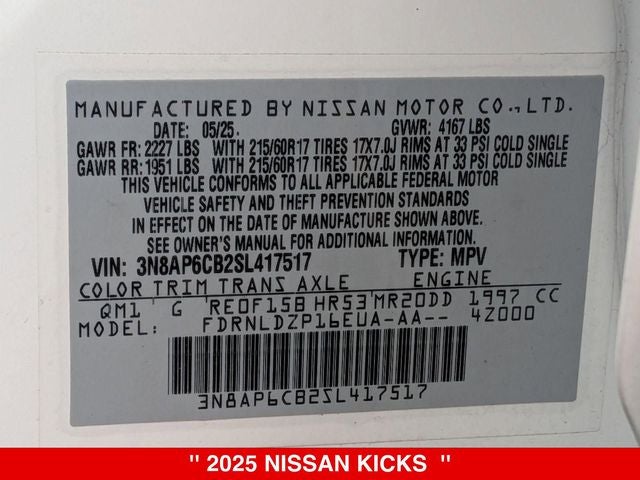 MANUFACTURED BY NISSAN MOTOR CO., LTD.
DATE: 05/25. GVWR: 4167 LBS
GAWR FR: 2227 LBS WITH 215/60R17 TIRES 17X7.0J RIMS AT 33 PSI COLD SINGLE
GAWR RR: 1951 LBS WITH 215/60R17 TIRES 17X7.0J RIMS AT 33 PSI COLD SINGLE
THIS VEHICLE CONFORMS TO ALL APPLICABLE FEDERAL MOTOR
VEHICLE SAFETY AND THEFT PREVENTION STANDARDS
IN EFFECT ON THE DATE OF MANUFACTURE SHOWN ABOVE.
SEE OWNER'S MANUAL FOR ADDITIONAL INFORMATION.
VIN: 3N8AP6CB2SL417517 TYPE: MPV
COLOR TRIM TRANS AXLE ENGINE
QM1 G RE0F15B HR53 MR20DD 1997 CC
MODEL: FDRNLDZP16EUA-AA-- 4Z000
3N8AP6CB2SL417517
" 2025 NISSAN KICKS "